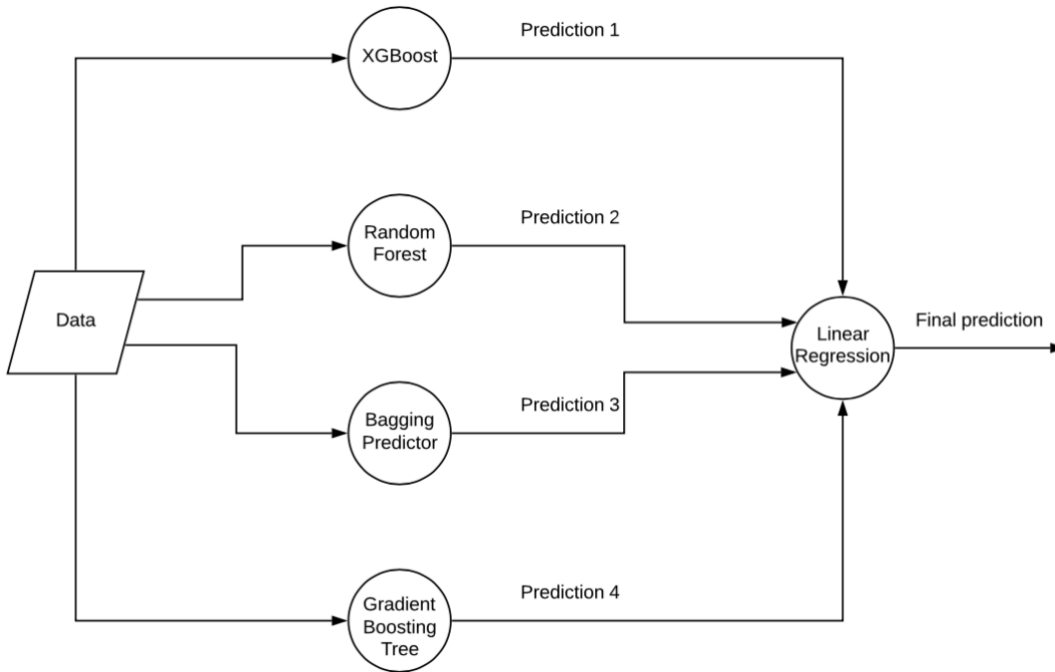 Prediction 1
XGBoost
Prediction 2
Random
Forest
Data
Final prediction
Linear
Regression
Prediction 3
Bagging
Predictor
Prediction 4
Gradient
Boosting
Tree